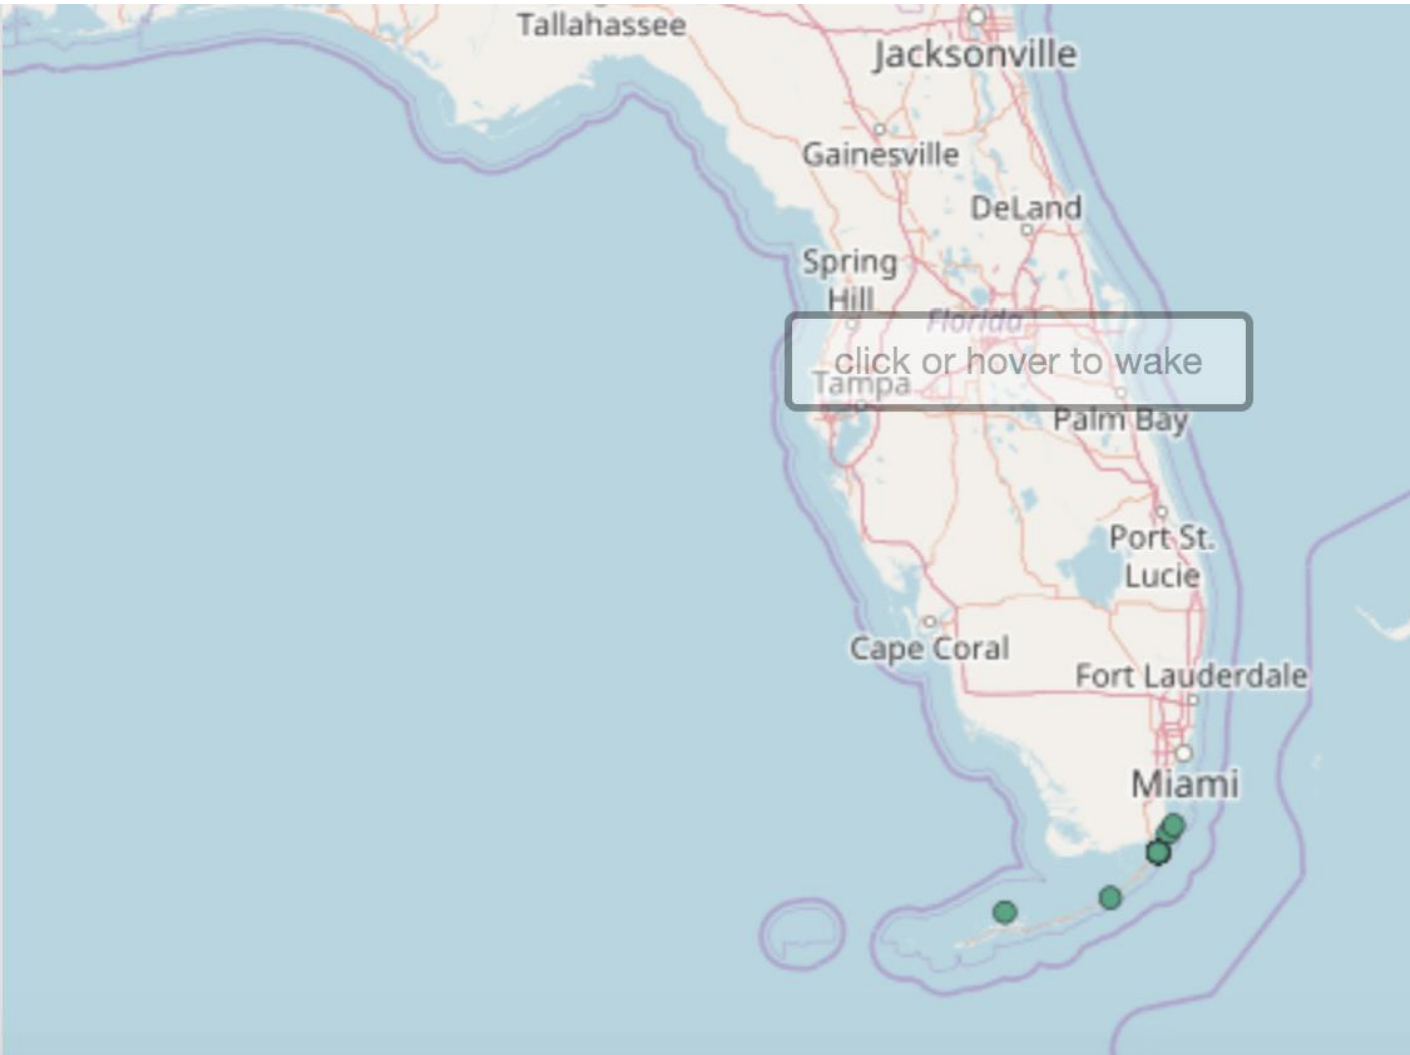 Tallahassee
Jacksonville
Gainesville
DeLand
Spring
Hill
Florida
click or hover to wake
Tampa
Palm Bay
Port St.
Lucie
Cape Coral
Fort Lauderdale
Miami